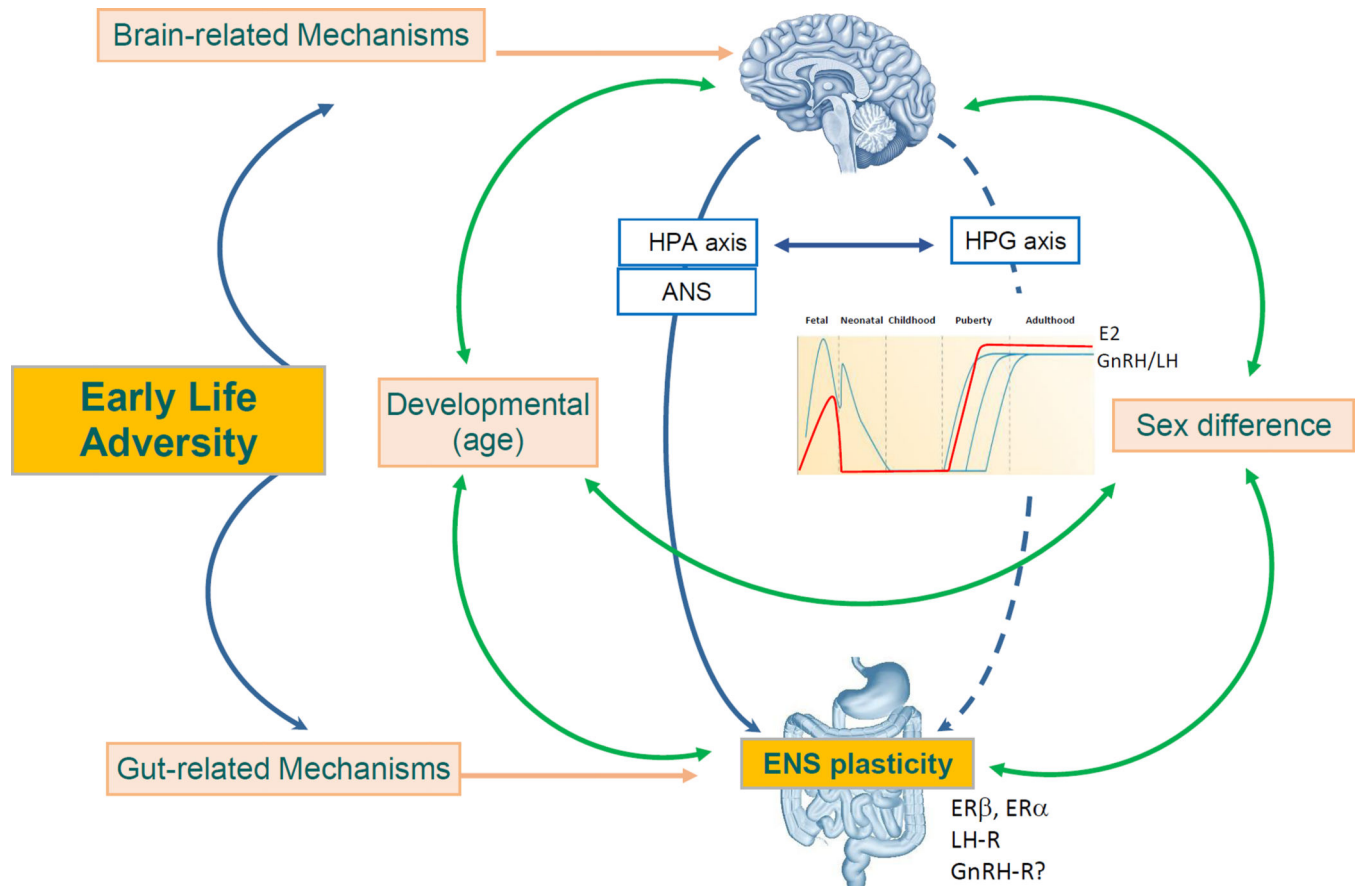 Brain-related Mechanisms
HPA axis
HPG axis
ANS
Fetal Neonatal Childhood Puberty Adulthood
E2
GnRH/LH
Early Life
Adversity
Developmental
(age)
Sex difference
Gut-related Mechanisms
ENS plasticity
ERβ, ERα
LH-R
GnRH-R?